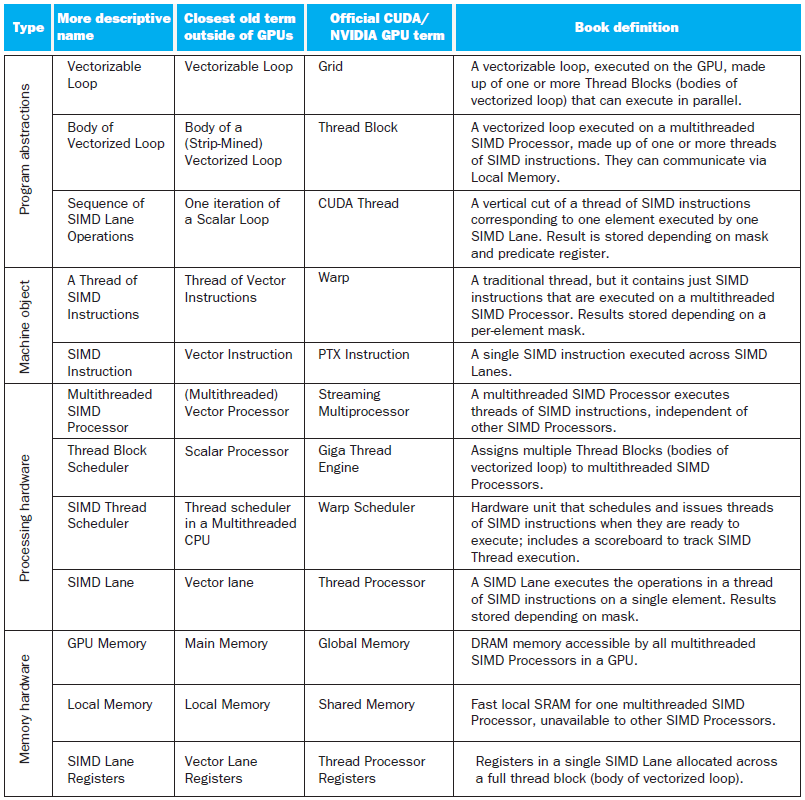 Type
More descriptive
name
Closest old term
outside of GPUs
Official CUDA/
NVIDIA GPU term
Book definition
Program abstractions
Vectorizable
Loop
Vectorizable Loop
Grid
A vectorizable loop, executed on the GPU, made
up of one or more Thread Blocks (bodies of
vectorized loop) that can execute in parallel.
Body of
Vectorized Loop
Body of a
(Strip-Mined)
Vectorized Loop
Thread Block
A vectorized loop executed on a multithreaded
SIMD Processor, made up of one or more threads
of SIMD instructions. They can communicate via
Local Memory.
Sequence of
SIMD Lane
Operations
One iteration of
a Scalar Loop
CUDA Thread
A vertical cut of a thread of SIMD instructions
corresponding to one element executed by one
SIMD Lane. Result is stored depending on mask
and predicate register.
Machine object
A Thread of
SIMD
Instructions
Thread of Vector
Instructions
Warp
A traditional thread, but it contains just SIMD
instructions that are executed on a multithreaded
SIMD Processor. Results stored depending on a
per-element mask.
SIMD
Instruction
Vector Instruction
PTX Instruction
A single SIMD instruction executed across SIMD
Lanes.
Processing hardware
Multithreaded
SIMD
Processor
(Multithreaded)
Vector Processor
Streaming
Multiprocessor
A multithreaded SIMD Processor executes
threads of SIMD instructions, independent of
other SIMD Processors.
Thread Block
Scheduler
Scalar Processor
Giga Thread
Engine
Assigns multiple Thread Blocks (bodies of
vectorized loop) to multithreaded SIMD
Processors.
SIMD Thread
Scheduler
Thread scheduler
in a Multithreaded
CPU
Warp Scheduler
Hardware unit that schedules and issues threads
of SIMD instructions when they are ready to
execute; includes a scoreboard to track SIMD
Thread execution.
SIMD Lane
Vector lane
Thread Processor
A SIMD Lane executes the operations in a thread
of SIMD instructions on a single element. Results
stored depending on mask.
Memory hardware
GPU Memory
Main Memory
Global Memory
DRAM memory accessible by all multithreaded
SIMD Processors in a GPU.
Local Memory
Local Memory
Shared Memory
Fast local SRAM for one multithreaded SIMD
Processor, unavailable to other SIMD Processors.
SIMD Lane
Registers
Vector Lane
Registers
Thread Processor
Registers
Registers in a single SIMD Lane allocated across
a full thread block (body of vectorized loop).